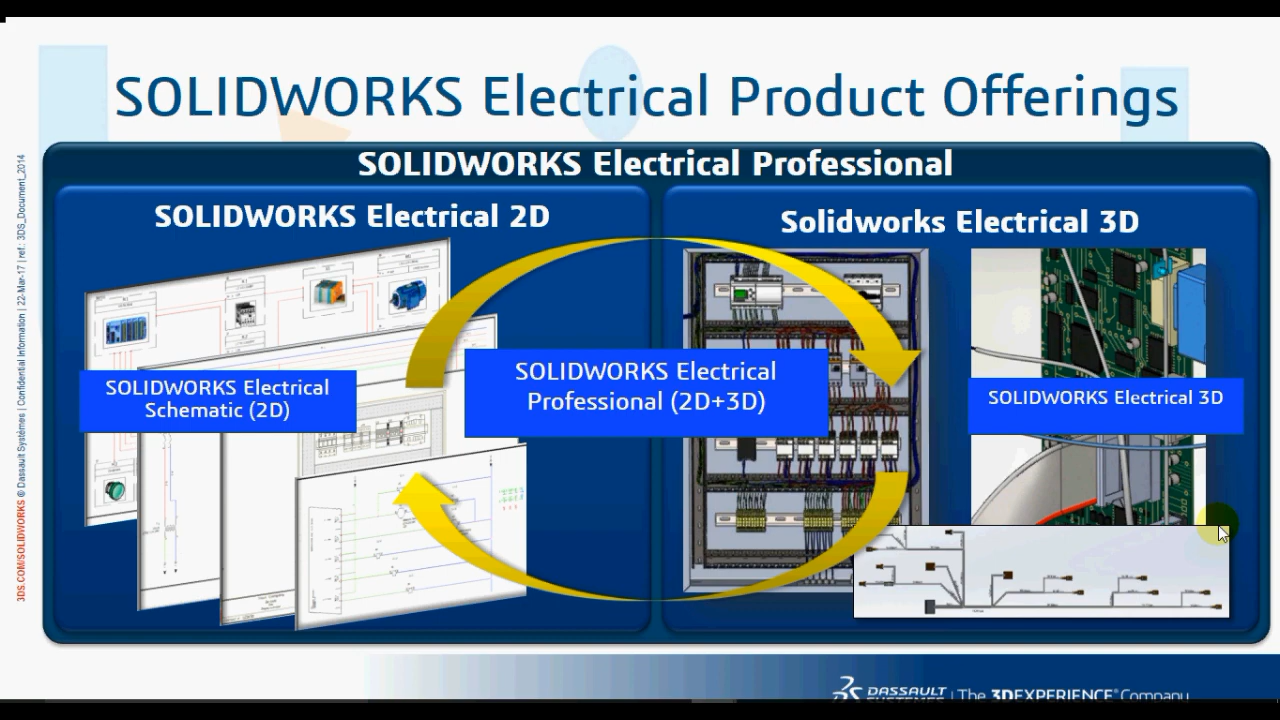 SOLIDWORKS Electrical Product Offerings
SOLIDWORKS Electrical Professional
SOLIDWORKS Electrical 2D
Solidworks Electrical 3D
SOLIDWORKS Electrical
Schematic (2D)
SOLIDWORKS Electrical
Professional (2D+3D)
SOLIDWORKS Electrical 3D
3DS.COM/SOLIDWORKS © Dassault Systèmes | Confidential Information | 22-Mar-17 | ref.: 3DS_Document_2014
DASSAULT
SYSTEMES | The 3DEXPERIENCE® Company